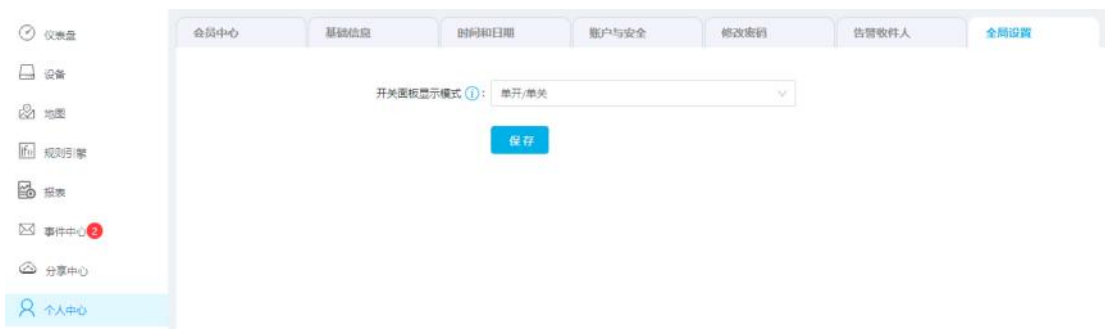 仪表盘
会员中心 基础信息 时间和日期 账户与安全 修改密码 告警收件人 全局设置
设备
开关面板显示模式 ⓘ: 单开/单关
地图
保存
规则引擎
报表
事件中心 2
分享中心
个人中心